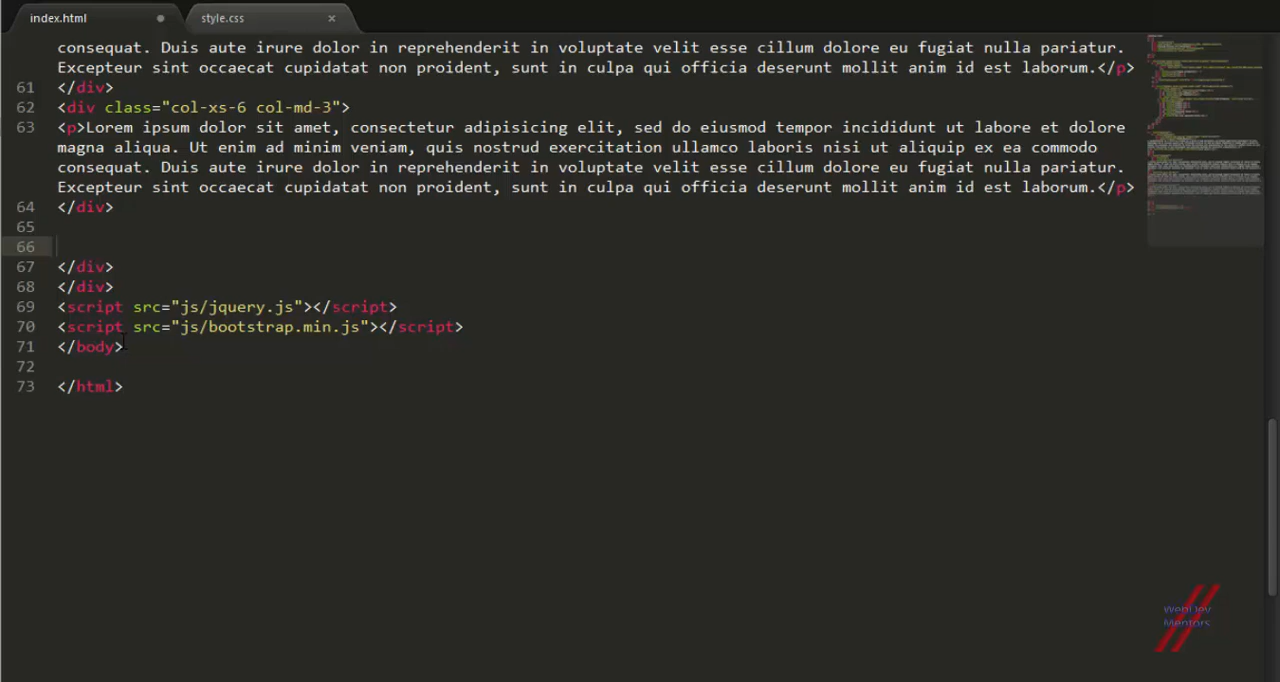 index.html
style.css
consequat. Duis aute irure dolor in reprehenderit in voluptate velit esse cillum dolore eu fugiat nulla pariatur.
Excepteur sint occaecat cupidatat non proident, sunt in culpa qui officia deserunt mollit anim id est laborum.</p>
61 </div>
62 <div class="col-xs-6 col-md-3">
63 <p>Lorem ipsum dolor sit amet, consectetur adipisicing elit, sed do eiusmod tempor incididunt ut labore et dolore
magna aliqua. Ut enim ad minim veniam, quis nostrud exercitation ullamco laboris nisi ut aliquip ex ea commodo
consequat. Duis aute irure dolor in reprehenderit in voluptate velit esse cillum dolore eu fugiat nulla pariatur.
Excepteur sint occaecat cupidatat non proident, sunt in culpa qui officia deserunt mollit anim id est laborum.</p>
64 </div>
65
66
67 </div>
68 </div>
69 <script src="js/jquery.js"></script>
70 <script src="js/bootstrap.min.js"></script>
71 </body>
72
73 </html>
WebDev
Mentors